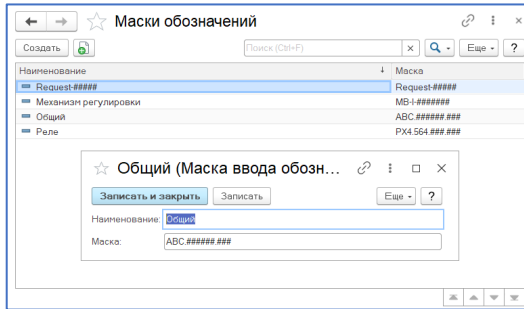 Маски обозначений
Создать Поиск (Ctrl+F) × Еще ?
Наименование ↓ Маска
Request-##### Request-#####
Механизм регулировки MB-I-#######
Общий ABC.######.###
Реле PX4.564.###.###
Общий (Маска ввода обозн...
Записать и закрыть Записать Еще ?
Наименование: Общий
Маска: ABC.######.###